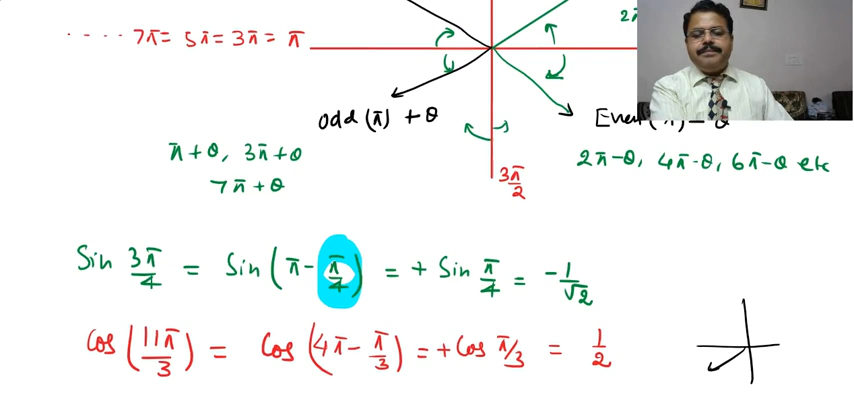 2π
.... 7π = 5π = 3π = π
odd (π) + θ
Even (π) - θ
π + θ, 3π + θ
7π + θ
2π-θ, 4π-θ, 6π-θ etc
3π/2
Sin 3π/4 = Sin (π - π/4) = + Sin π/4 = -1/√2
Cos (11π/3) = Cos (4π - π/3) = + Cos π/3 = 1/2